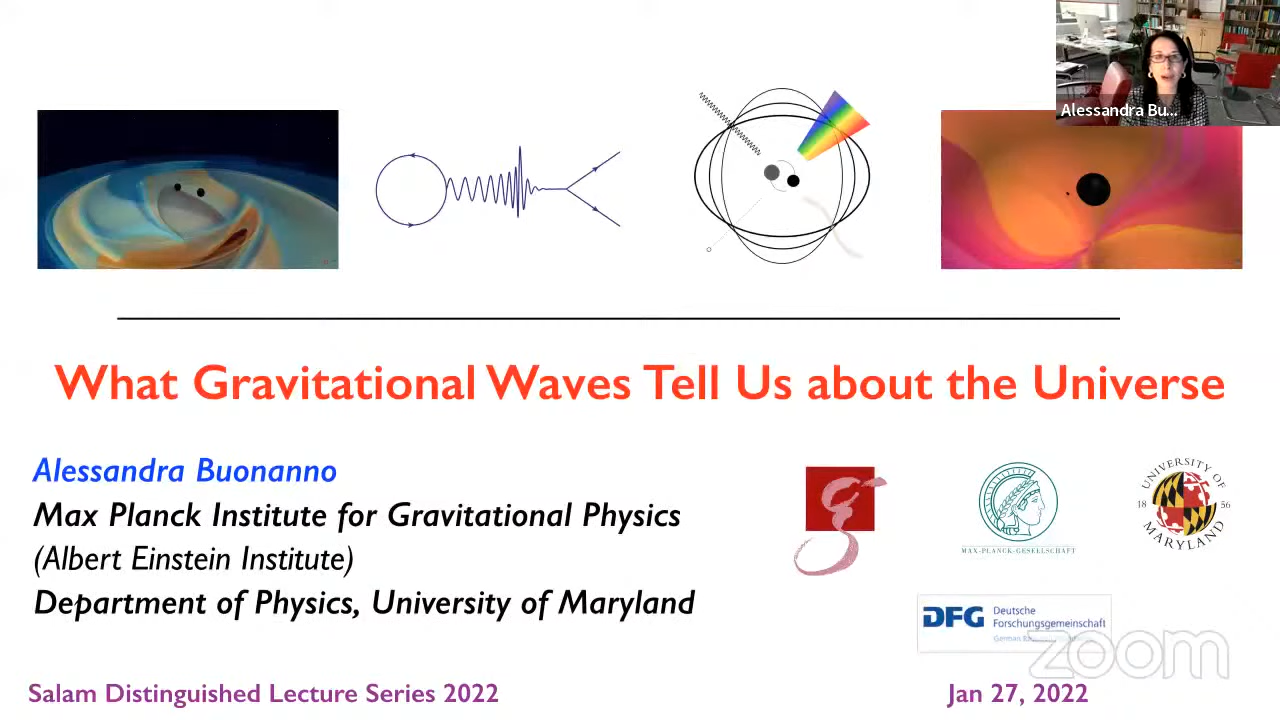 Alessandra Bu...
What Gravitational Waves Tell Us about the Universe
Alessandra Buonanno
Max Planck Institute for Gravitational Physics
(Albert Einstein Institute)
Department of Physics, University of Maryland
UNIVERSITY OF
18 56
MARYLAND
MAX-PLANCK-GESELLSCHAFT
DFG Deutsche
Forschungsgemeinschaft
German
zoom
Salam Distinguished Lecture Series 2022
Jan 27, 2022